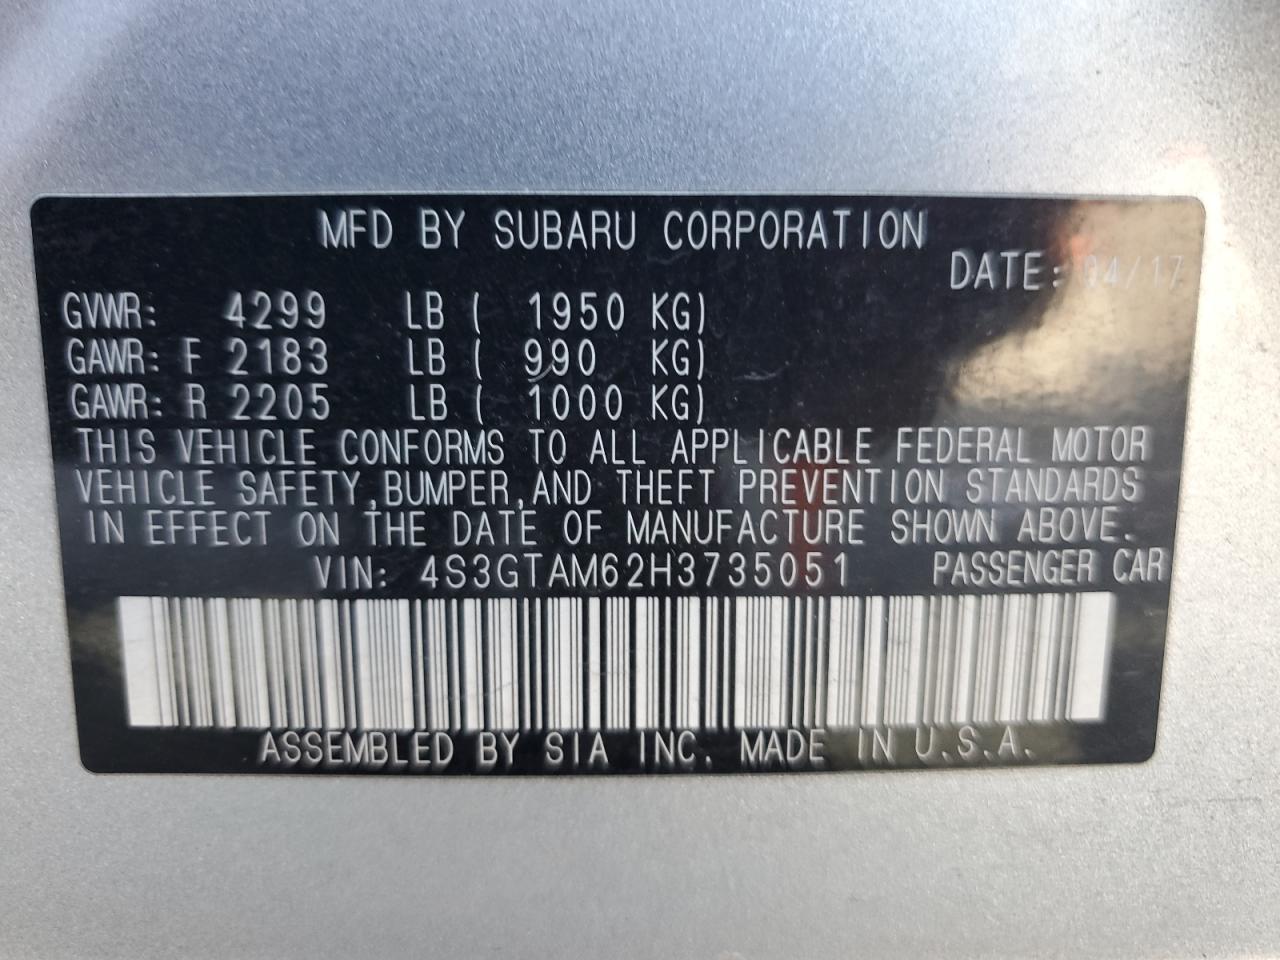 MFD BY SUBARU CORPORATION
DATE: 04/17
GVWR: 4299 LB ( 1950 KG)
GAWR: F 2183 LB ( 990 KG)
GAWR: R 2205 LB ( 1000 KG)
THIS VEHICLE CONFORMS TO ALL APPLICABLE FEDERAL MOTOR
VEHICLE SAFETY,BUMPER,AND THEFT PREVENTION STANDARDS
IN EFFECT ON THE DATE OF MANUFACTURE SHOWN ABOVE.
VIN: 4S3GTAM62H3735051 PASSENGER CAR
ASSEMBLED BY SIA INC. MADE IN U.S.A.